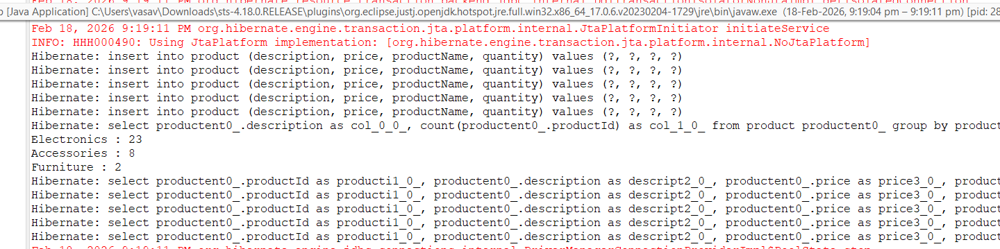 [Java Application] C:\Users\vasav\Downloads\sts-4.18.0.RELEASE\plugins\org.eclipse.justj.openjdk.hotspot.jre.full.win32.x86_64_17.0.6.v20230204-1729\jre\bin\javaw.exe (18-Feb-2026, 9:19:04 pm – 9:19:11 pm) [pid: 28
Feb 18, 2026 9:19:11 PM org.hibernate.engine.transaction.jta.platform.internal.JtaPlatformInitiator initiateService
INFO: HHH000490: Using JtaPlatform implementation: [org.hibernate.engine.transaction.jta.platform.internal.NoJtaPlatform]
Hibernate: insert into product (description, price, productName, quantity) values (?, ?, ?, ?)
Hibernate: insert into product (description, price, productName, quantity) values (?, ?, ?, ?)
Hibernate: insert into product (description, price, productName, quantity) values (?, ?, ?, ?)
Hibernate: insert into product (description, price, productName, quantity) values (?, ?, ?, ?)
Hibernate: insert into product (description, price, productName, quantity) values (?, ?, ?, ?)
Hibernate: select productent0_.description as col_0_0_, count(productent0_.productId) as col_1_0_ from product productent0_ group by product
Electronics : 23
Accessories : 8
Furniture : 2
Hibernate: select productent0_.productId as producti1_0_, productent0_.description as descript2_0_, productent0_.price as price3_0_, product
Hibernate: select productent0_.productId as producti1_0_, productent0_.description as descript2_0_, productent0_.price as price3_0_, product
Hibernate: select productent0_.productId as producti1_0_, productent0_.description as descript2_0_, productent0_.price as price3_0_, product
Hibernate: select productent0_.productId as producti1_0_, productent0_.description as descript2_0_, productent0_.price as price3_0_, product
Hibernate: select productent0_.productId as producti1_0_, productent0_.description as descript2_0_, productent0_.price as price3_0_, product